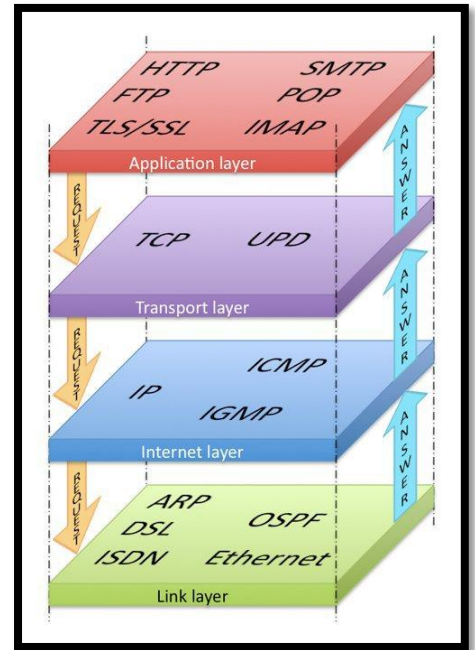 HTTP SMTP
FTP POP
TLS/SSL IMAP
Application layer
REQUEST
ANSWER
TCP UPD
Transport layer
REQUEST
ANSWER
ICMP
IP
IGMP
Internet layer
REQUEST
ANSWER
ARP
OSPF
DSL
ISDN Ethernet
Link layer